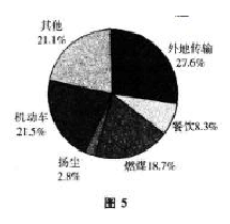 其他
21.1%
外地传输
27.6%
机动车
21.5%
餐饮8.3%
扬尘
2.8%
燃煤18.7%
图 5